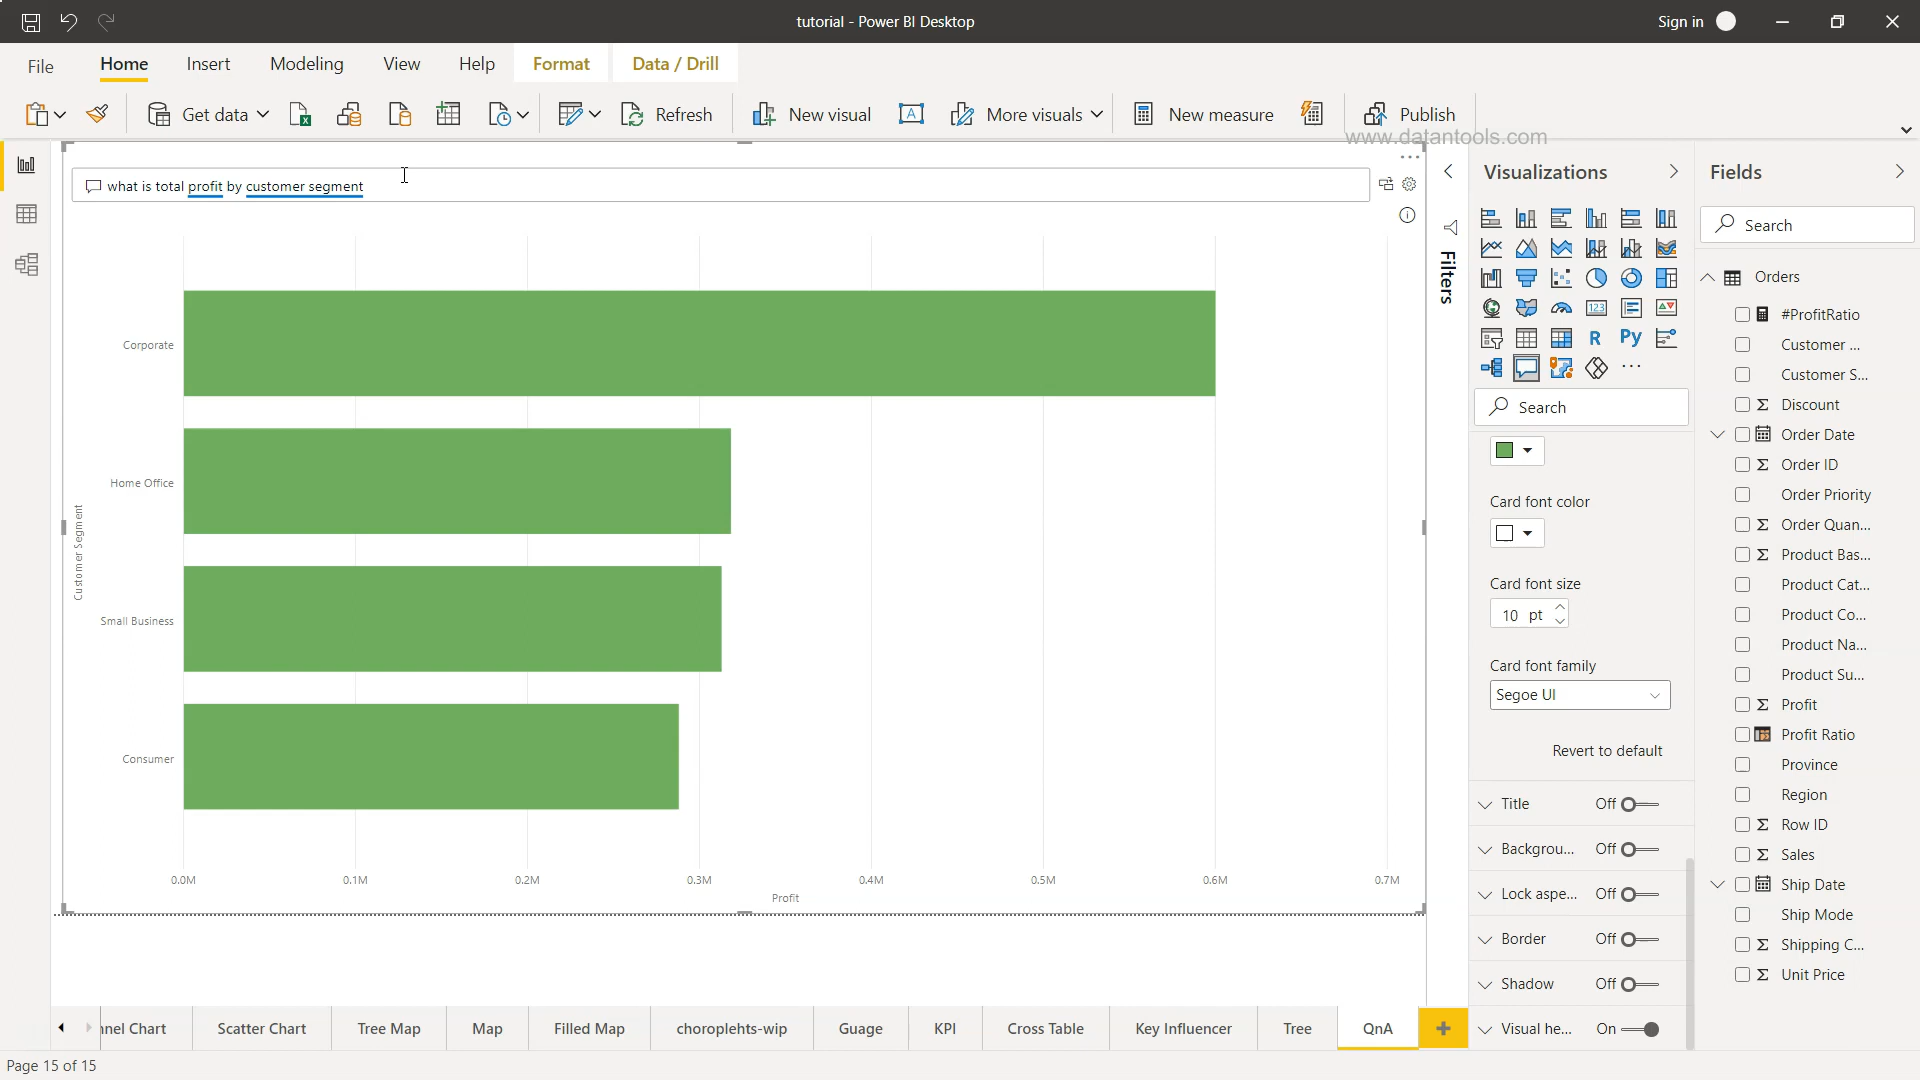 tutorial - Power BI Desktop
Sign in
File
Home
Insert
Modeling
View
Help
Format
Data / Drill
Get data
Refresh
New visual
More visuals
New measure
Publish
www.datantools.com
what is total profit by customer segment
Customer Segment
Corporate
Home Office
Small Business
Consumer
0.0M
0.1M
0.2M
0.3M
0.4M
0.5M
0.6M
0.7M
Profit
Filters
Visualizations
123
R
Py
Search
Card font color
Card font size
10 pt
Card font family
Segoe UI
Revert to default
Title Off
Backgrou... Off
Lock aspe... Off
Border Off
Shadow Off
Visual he... On
Fields
Search
Orders
#ProfitRatio
Customer ...
Customer S...
Discount
Order Date
Order ID
Order Priority
Order Quan...
Product Bas...
Product Cat...
Product Co...
Product Na...
Product Su...
Profit
Profit Ratio
Province
Region
Row ID
Sales
Ship Date
Ship Mode
Shipping C...
Unit Price
nnel Chart
Scatter Chart
Tree Map
Map
Filled Map
choroplehts-wip
Guage
KPI
Cross Table
Key Influencer
Tree
QnA
Page 15 of 15